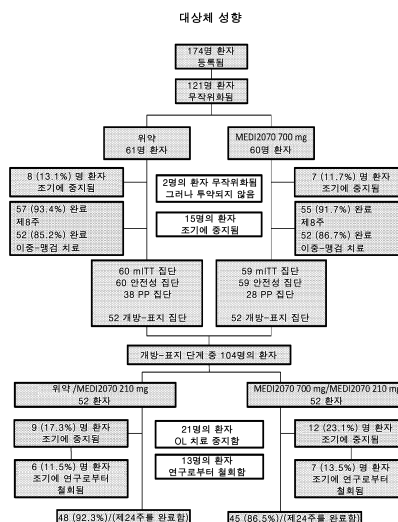 대상체 성향
174명 환자
등록됨
121명 환자
무작위화됨
위약
61명 환자
MEDI2070 700 mg
60명 환자
8 (13.1%) 명 환자
조기에 중지됨
2명의 환자 무작위화됨
그러나 투약되지 않음
7 (11.7%) 명 환자
조기에 중지됨
57 (93.4%) 완료
제8주
52 (85.2%) 완료
이중-맹검 치료
15명의 환자
조기에 중지됨
55 (91.7%) 완료
제8주
52 (86.7%) 완료
이중-맹검 치료
60 mITT 집단
60 안전성 집단
38 PP 집단
52 개방-표지 집단
59 mITT 집단
59 안전성 집단
28 PP 집단
52 개방-표지 집단
개방-표지 단계 중 104명의 환자
위약 /MEDI2070 210 mg
52 환자
MEDI2070 700 mg/MEDI2070 210 mg
52 환자
9 (17.3%) 명 환자
조기에 중지됨
21명의 환자
OL 치료 중지함
12 (23.1%) 명 환자
조기에 중지됨
6 (11.5%) 명 환자
조기에 연구로부터
철회됨
13명의 환자
연구로부터 철회함
7 (13.5%) 명 환자
조기에 연구로부터
철회됨
48 (92.3%)/(제24주를 완료함)
45 (86.5%)/(제24주를 완료함)